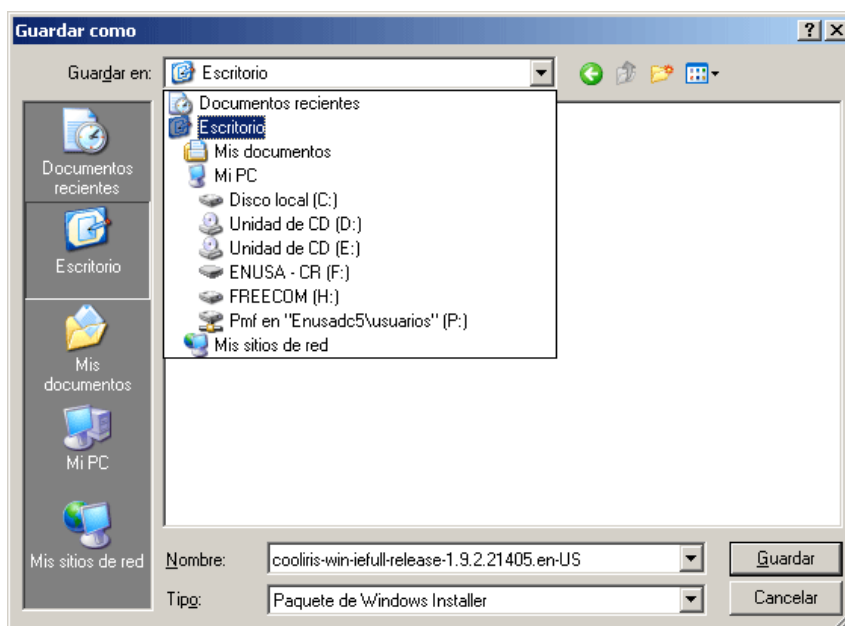 Guardar como
Guardar en:
Escritorio
Documentos recientes
Escritorio
Mis documentos
Mi PC
Disco local (C:)
Unidad de CD (D:)
Unidad de CD (E:)
ENUSA - CR (F:)
FREECOM (H:)
Pmf en "Enusadc5\usuarios" (P:)
Mis sitios de red
Documentos
recientes
Escritorio
Mis
documentos
Mi PC
Mis sitios de red
Nombre:
cooliris-win-iefull-release-1.9.2.21405.en-US
Guardar
Tipo:
Paquete de Windows Installer
Cancelar